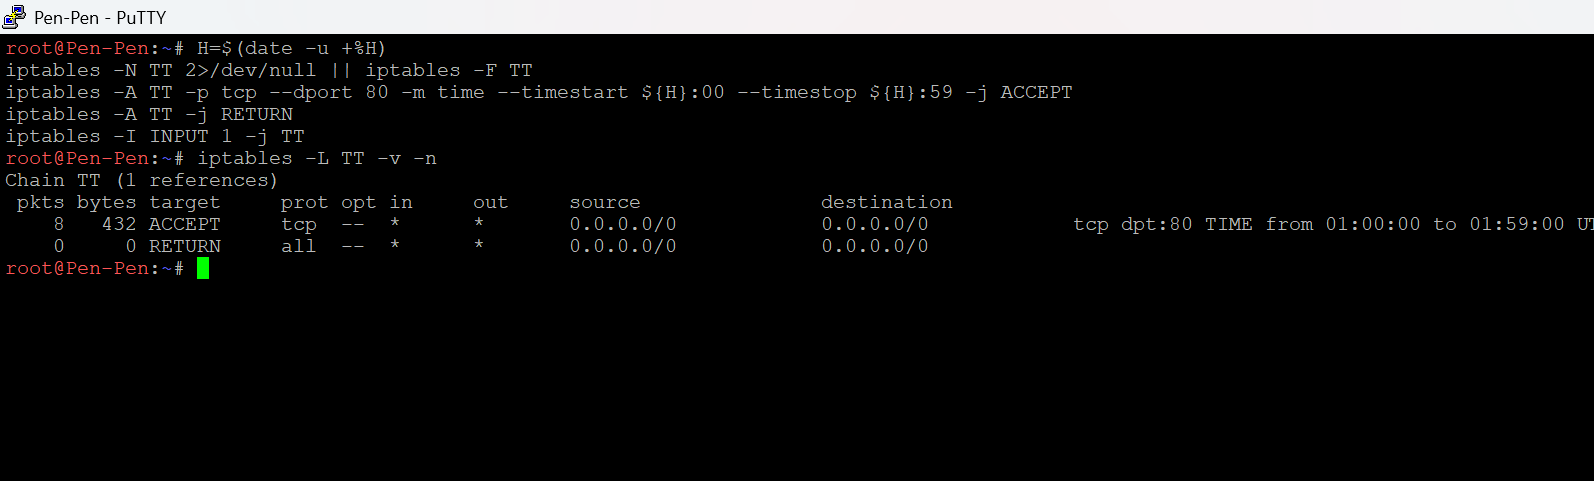 Pen-Pen - PuTTY
root@Pen-Pen:~# H=$(date -u +%H)
iptables -N TT 2>/dev/null || iptables -F TT
iptables -A TT -p tcp --dport 80 -m time --timestart ${H}:00 --timestop ${H}:59 -j ACCEPT
iptables -A TT -j RETURN
iptables -I INPUT 1 -j TT
root@Pen-Pen:~# iptables -L TT -v -n
Chain TT (1 references)
 pkts bytes target     prot opt in     out     source               destination
    8   432 ACCEPT     tcp  --  *      *       0.0.0.0/0            0.0.0.0/0            tcp dpt:80 TIME from 01:00:00 to 01:59:00 UT
    0     0 RETURN     all  --  *      *       0.0.0.0/0            0.0.0.0/0
root@Pen-Pen:~#